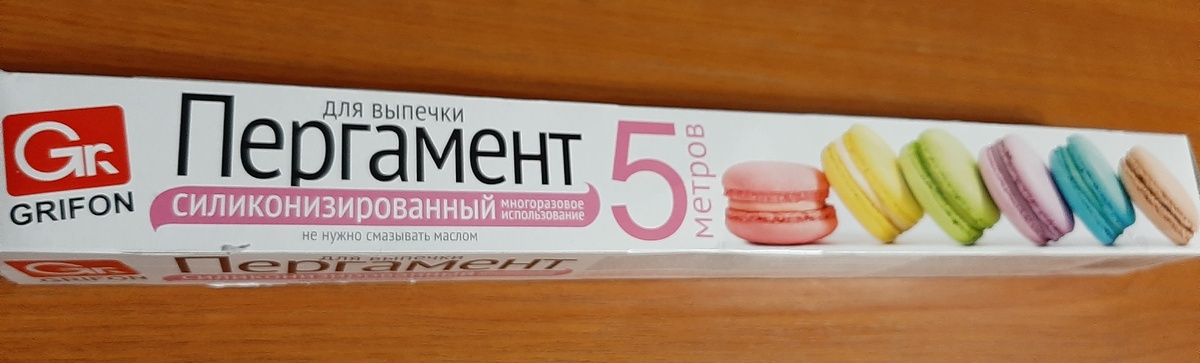 Gr
GRIFON
для выпечки
Пергамент
силиконизированный
многоразовое
использование
не нужно смазывать маслом
5
метров
Gr
GRIFON
для выпечки
Пергамент
силиконизированный